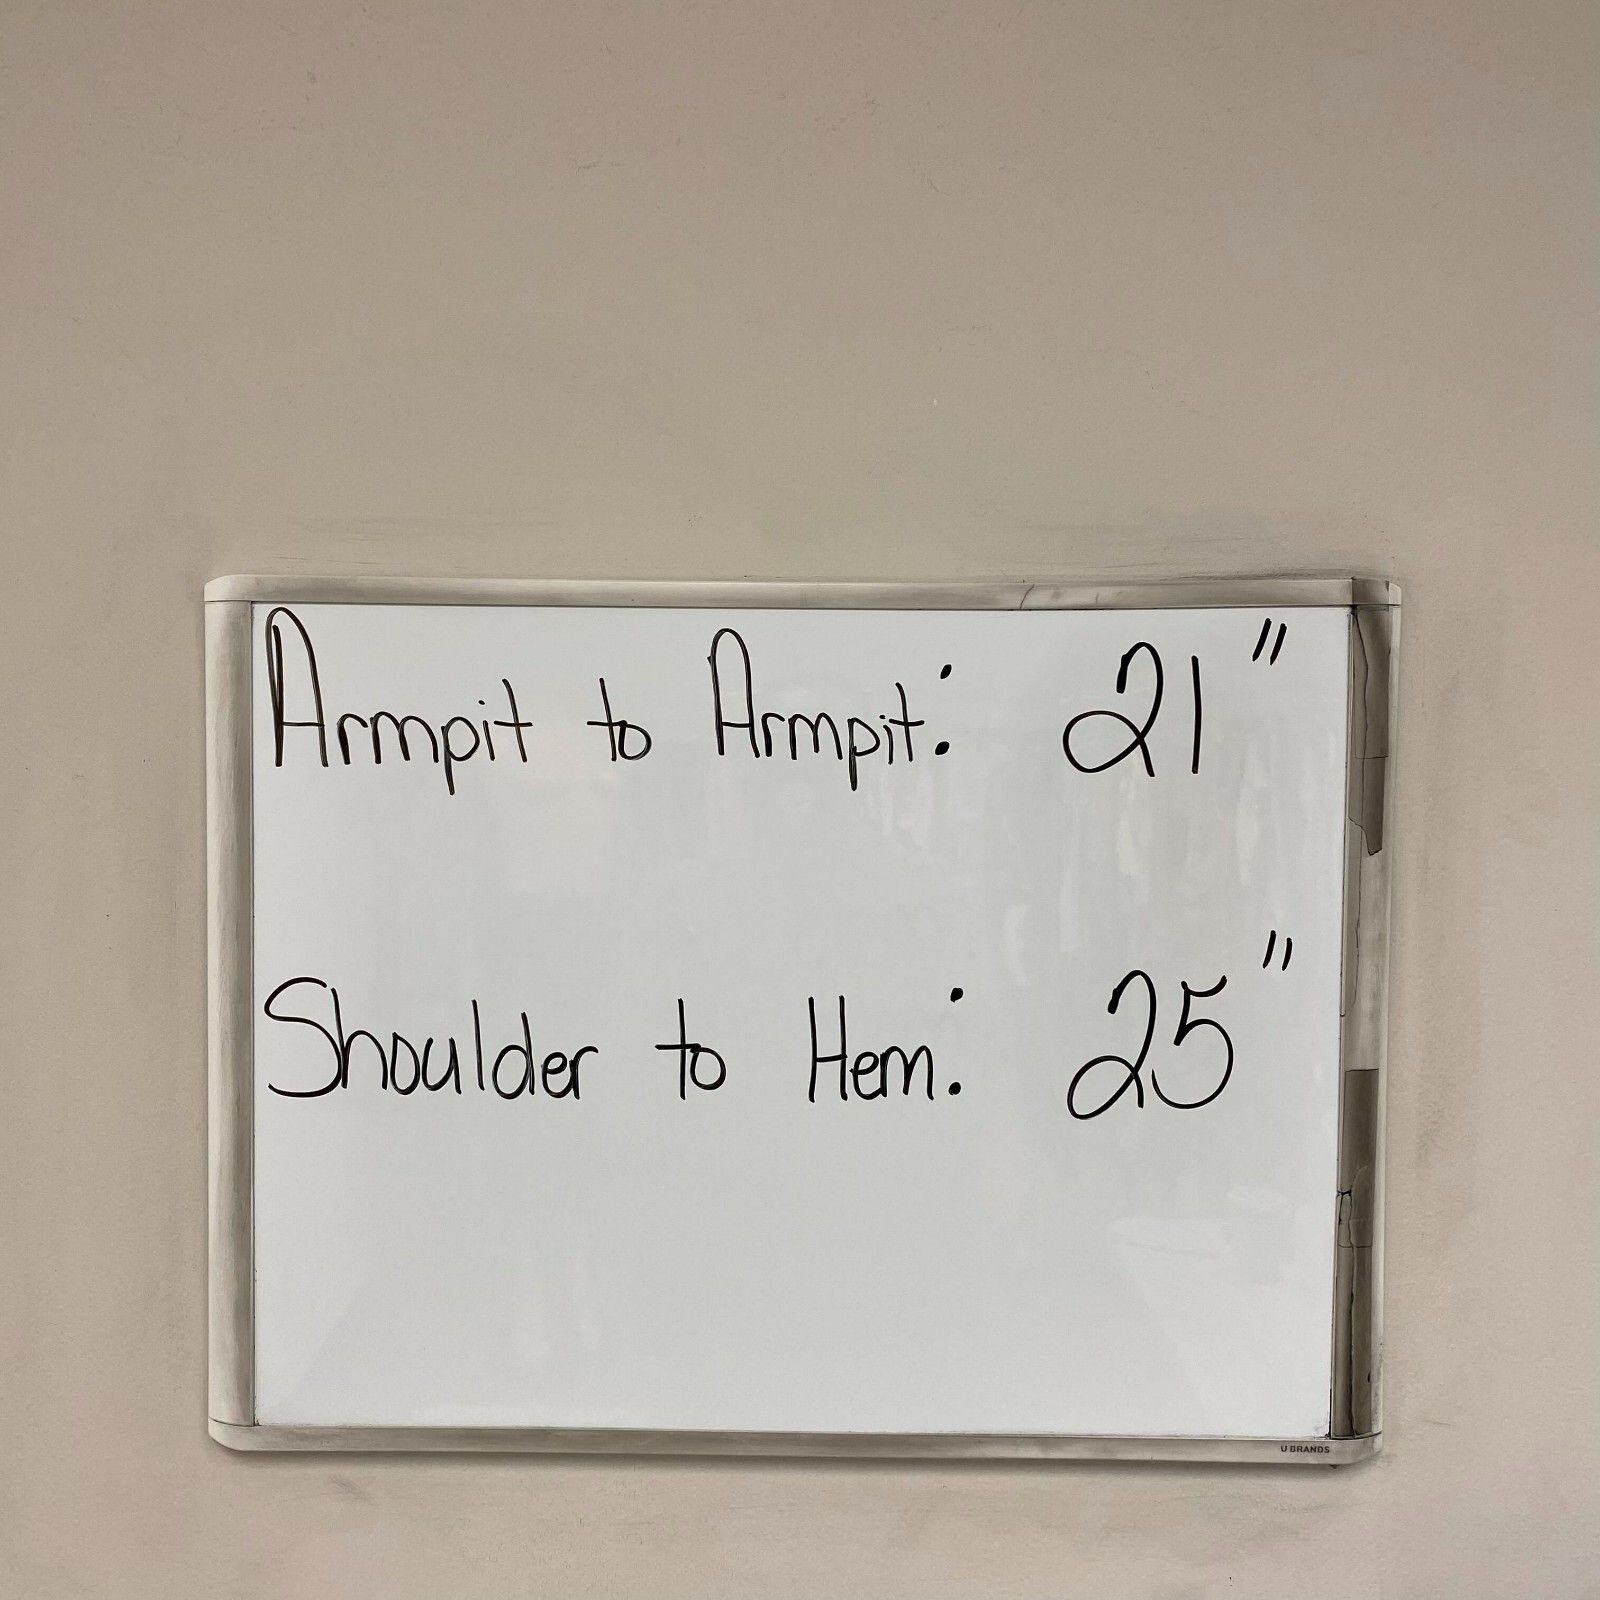 Armpit to Armpit: 21"
Shoulder to Hem: 25"
U BRANDS